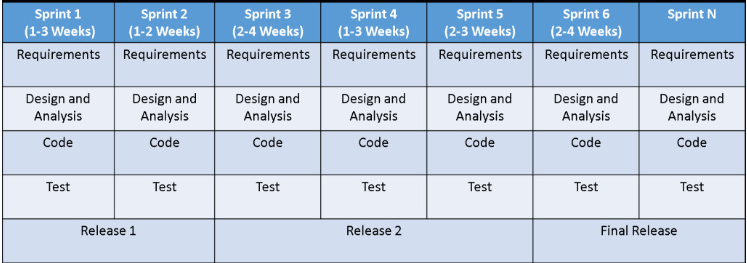 Sprint 1 Sprint 2 Sprint 3 Sprint 4 Sprint 5 Sprint 6 Sprint N
(1-3 Weeks) (1-2 Weeks) (2-4 Weeks) (1-3 Weeks) (2-3 Weeks) (2-4 Weeks)
Requirements Requirements Requirements Requirements Requirements Requirements Requirements
Design and Design and Design and Design and Design and Design and Design and
Analysis Analysis Analysis Analysis Analysis Analysis Analysis
Code Code Code Code Code Code Code
Test Test Test Test Test Test Test
Release 1 Release 2 Final Release